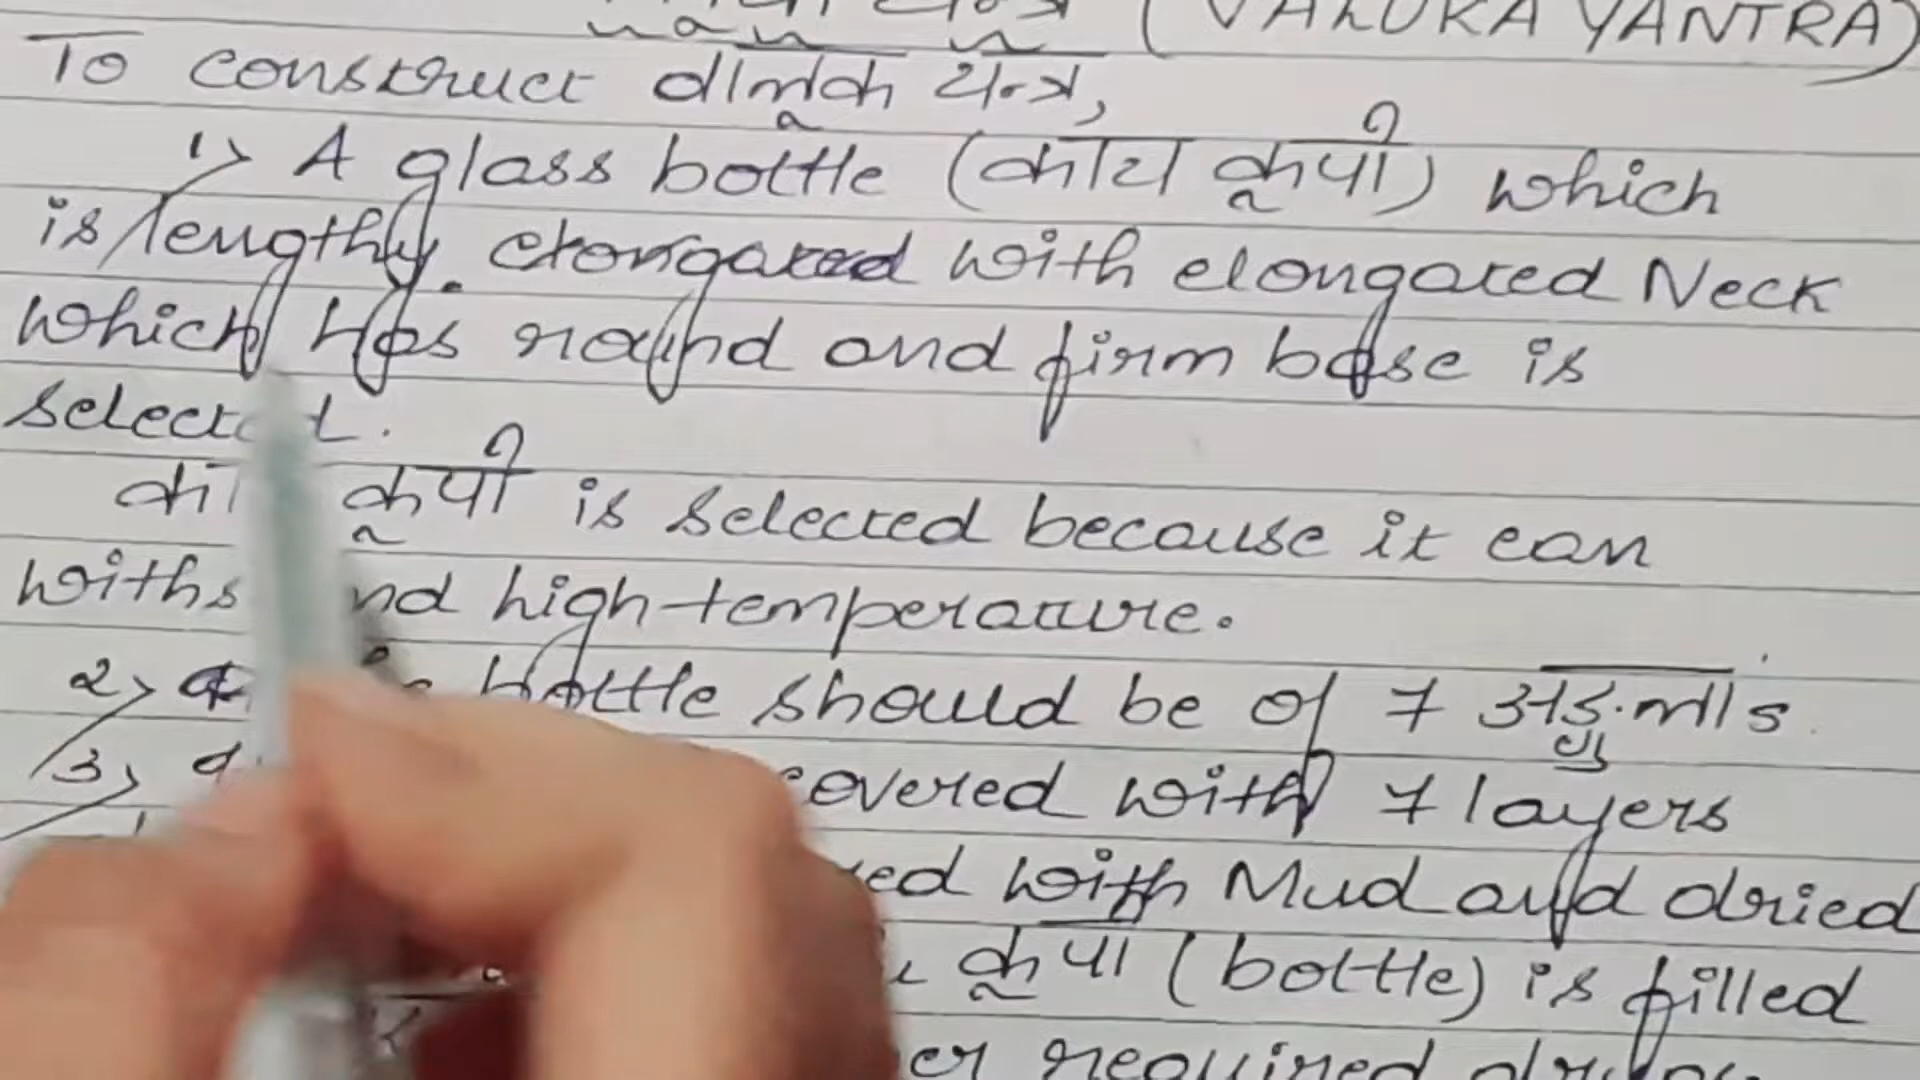 (VALUKA YANTRA)
To construct वालुक यन्त्र,
1) A glass bottle (काच कूपी) which
is lengthy. elongated with elongated Neck
which has round and firm base is
selected.
कूपी is selected because it can
withstand high temperature.
2) bottle should be of 7 अङ्गुलाs.
3) covered with 7 layers
with Mud and dried
कूपी (bottle) is filled
required drugs